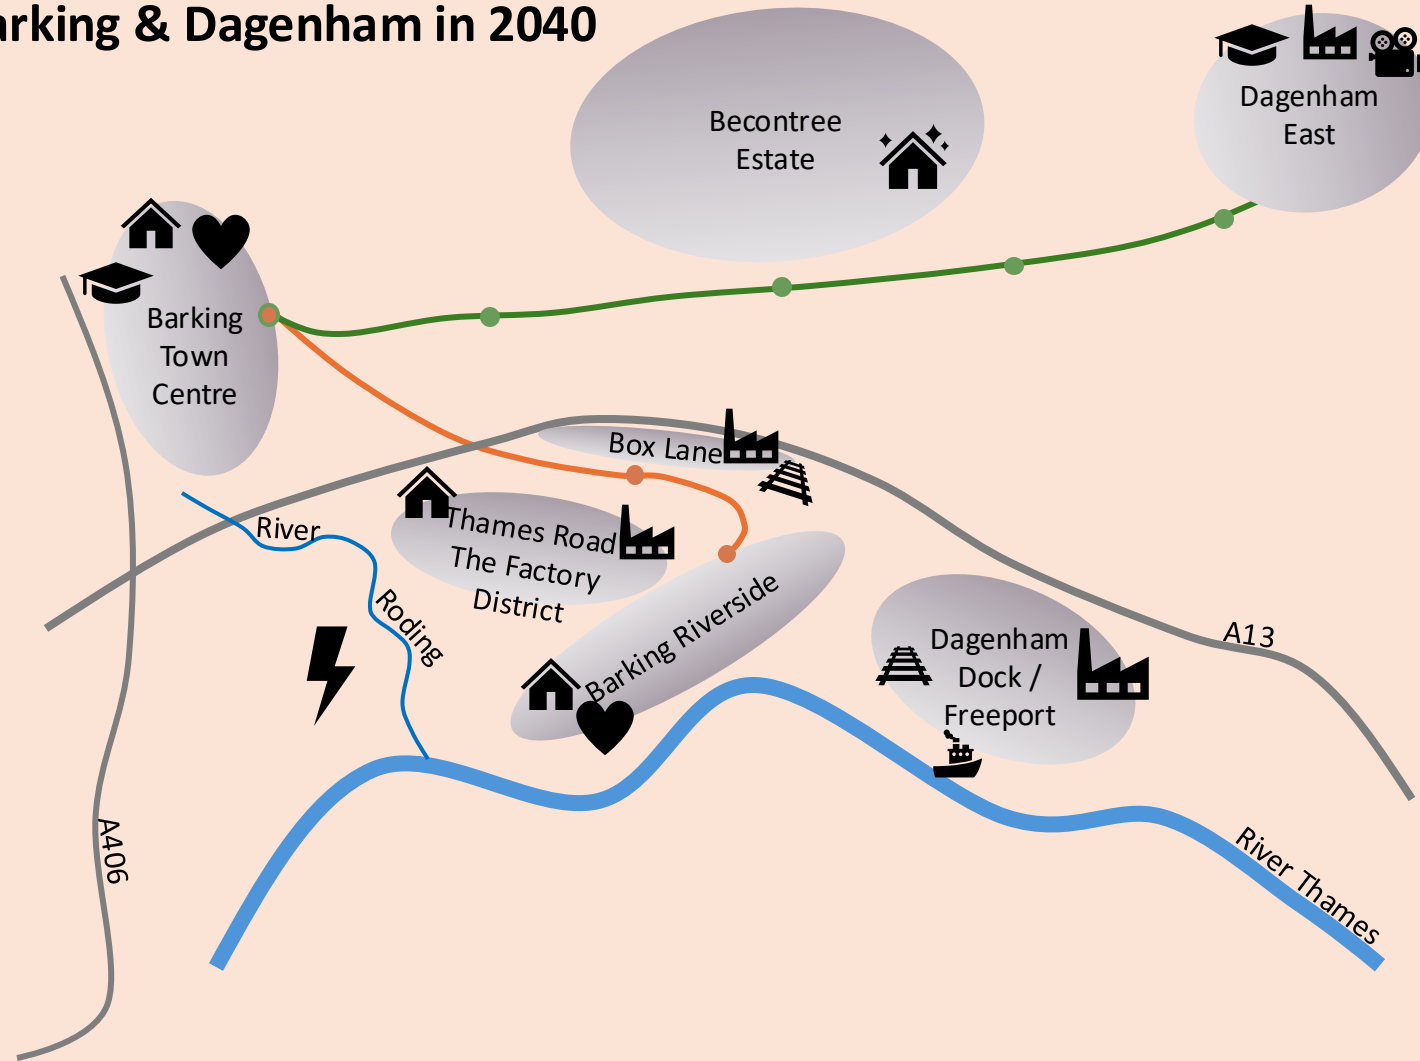 arking & Dagenham in 2040
Becontree
Estate
Dagenham
East
Barking
Town
Centre
Box Lane
River
Roding
Thames Road
The Factory
District
Barking Riverside
Dagenham
Dock /
Freeport
A13
A406
River Thames